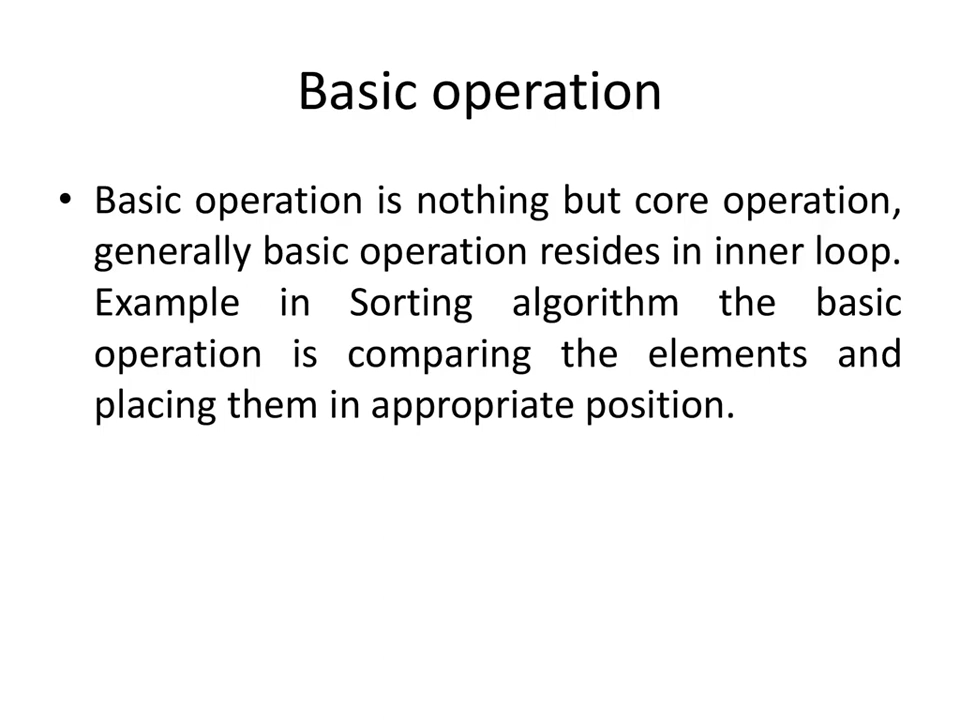 Basic operation
• Basic operation is nothing but core operation,
generally basic operation resides in inner loop.
Example in Sorting algorithm the basic
operation is comparing the elements and
placing them in appropriate position.